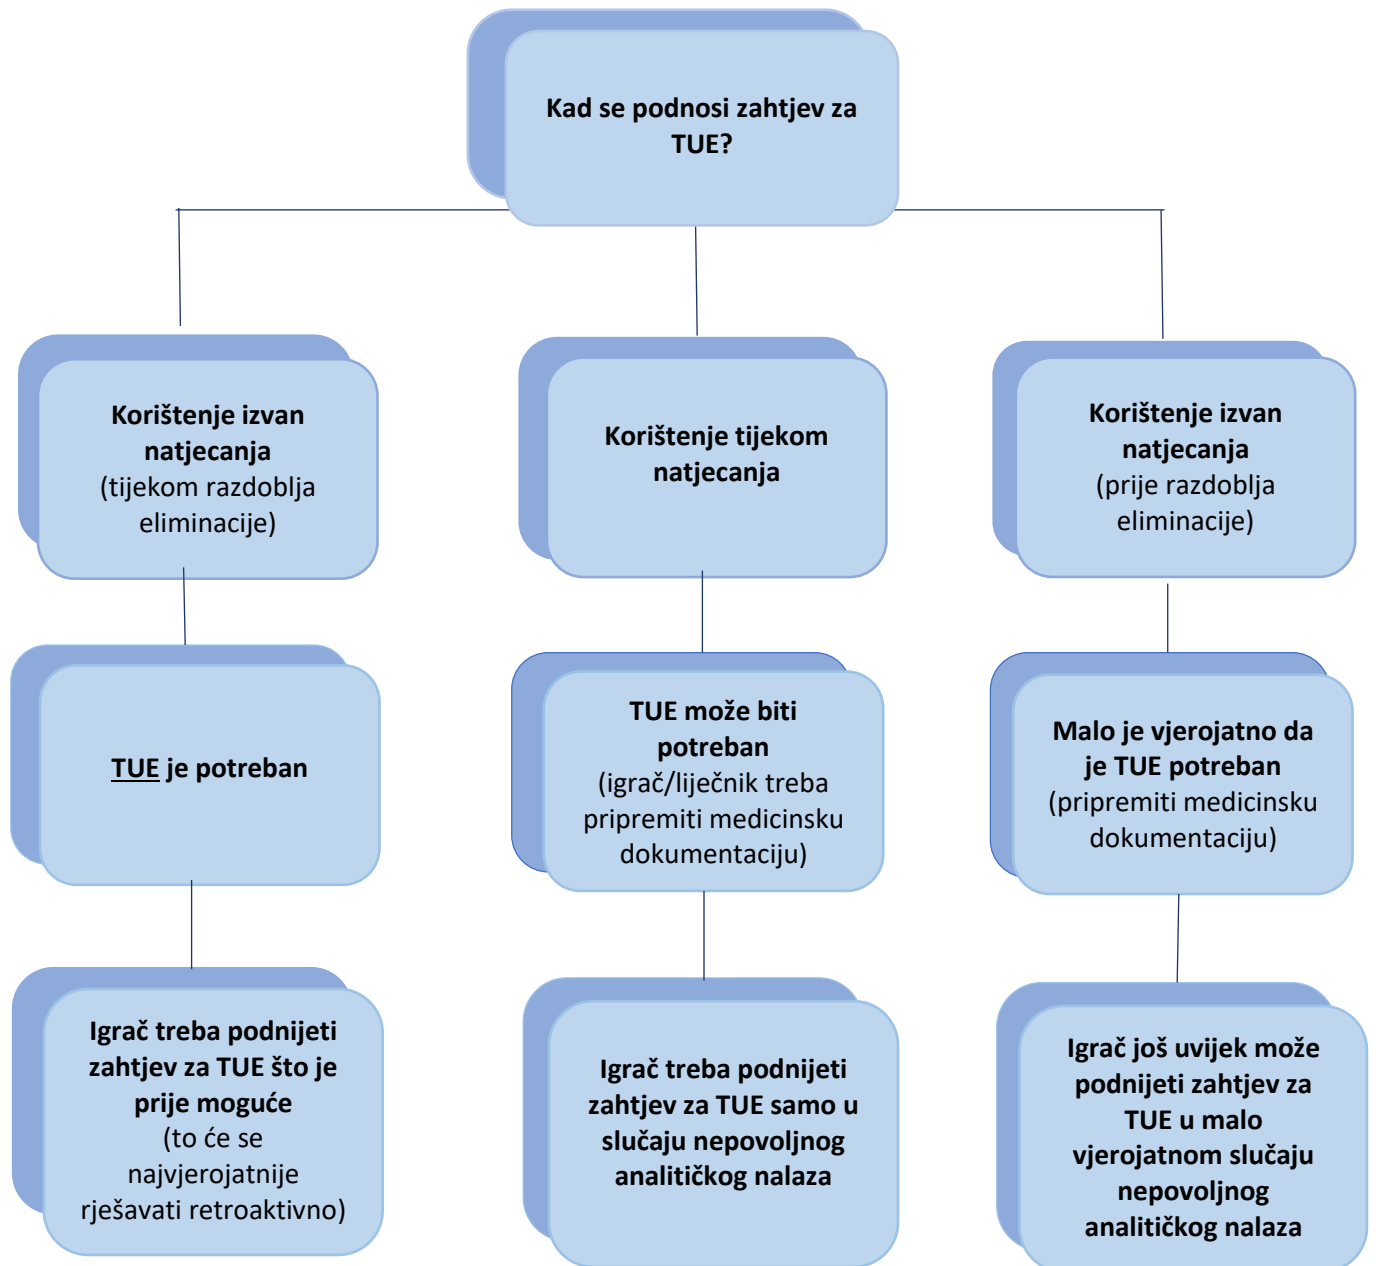 Kad se podnosi zahtjev za
TUE?
Korištenje izvan
natjecanja
(tijekom razdoblja
eliminacije)
Korištenje tijekom
natjecanja
Korištenje izvan
natjecanja
(prije razdoblja
eliminacije)
TUE je potreban
TUE može biti
potreban
(igrač/liječnik treba
pripremiti medicinsku
dokumentaciju)
Malo je vjerojatno da
je TUE potreban
(pripremiti medicinsku
dokumentaciju)
Igrač treba podnijeti
zahtjev za TUE što je
prije moguće
(to će se
najvjerojatnije
rješavati retroaktivno)
Igrač treba podnijeti
zahtjev za TUE samo u
slučaju nepovoljnog
analitičkog nalaza
Igrač još uvijek može
podnijeti zahtjev za
TUE u malo
vjerojatnom slučaju
nepovoljnog
analitičkog nalaza